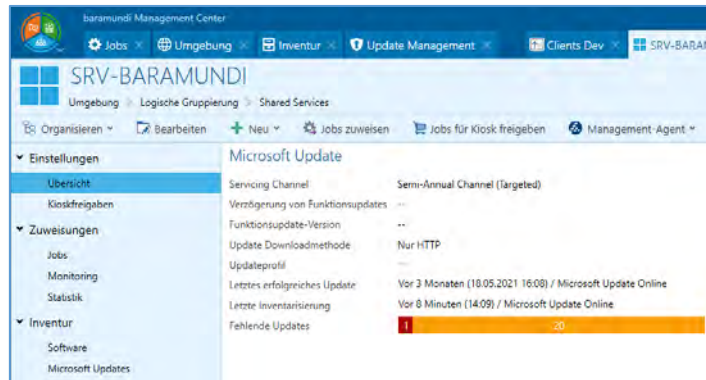 baramundi Management Center
Jobs Umgebung Inventur Update Management Clients Dev SRV-BARAM
SRV-BARAMUNDI
Umgebung Logische Gruppierung Shared Services
Organisieren Bearbeiten Neu Jobs zuweisen Jobs für Kiosk freigeben Management-Agent
Einstellungen
Übersicht
Kioskfreigaben
Zuweisungen
Jobs
Monitoring
Statistik
Inventur
Software
Microsoft Updates
Microsoft Update
Servicing Channel Semi-Annual Channel (Targeted)
Verzögerung von Funktionsupdates --
Funktionsupdate-Version --
Update Downloadmethode Nur HTTP
Updateprofil --
Letztes erfolgreiches Update Vor 3 Monaten (18.05.2021 16:08) / Microsoft Update Online
Letzte Inventarisierung Vor 8 Minuten (14:09) / Microsoft Update Online
Fehlende Updates 1 20